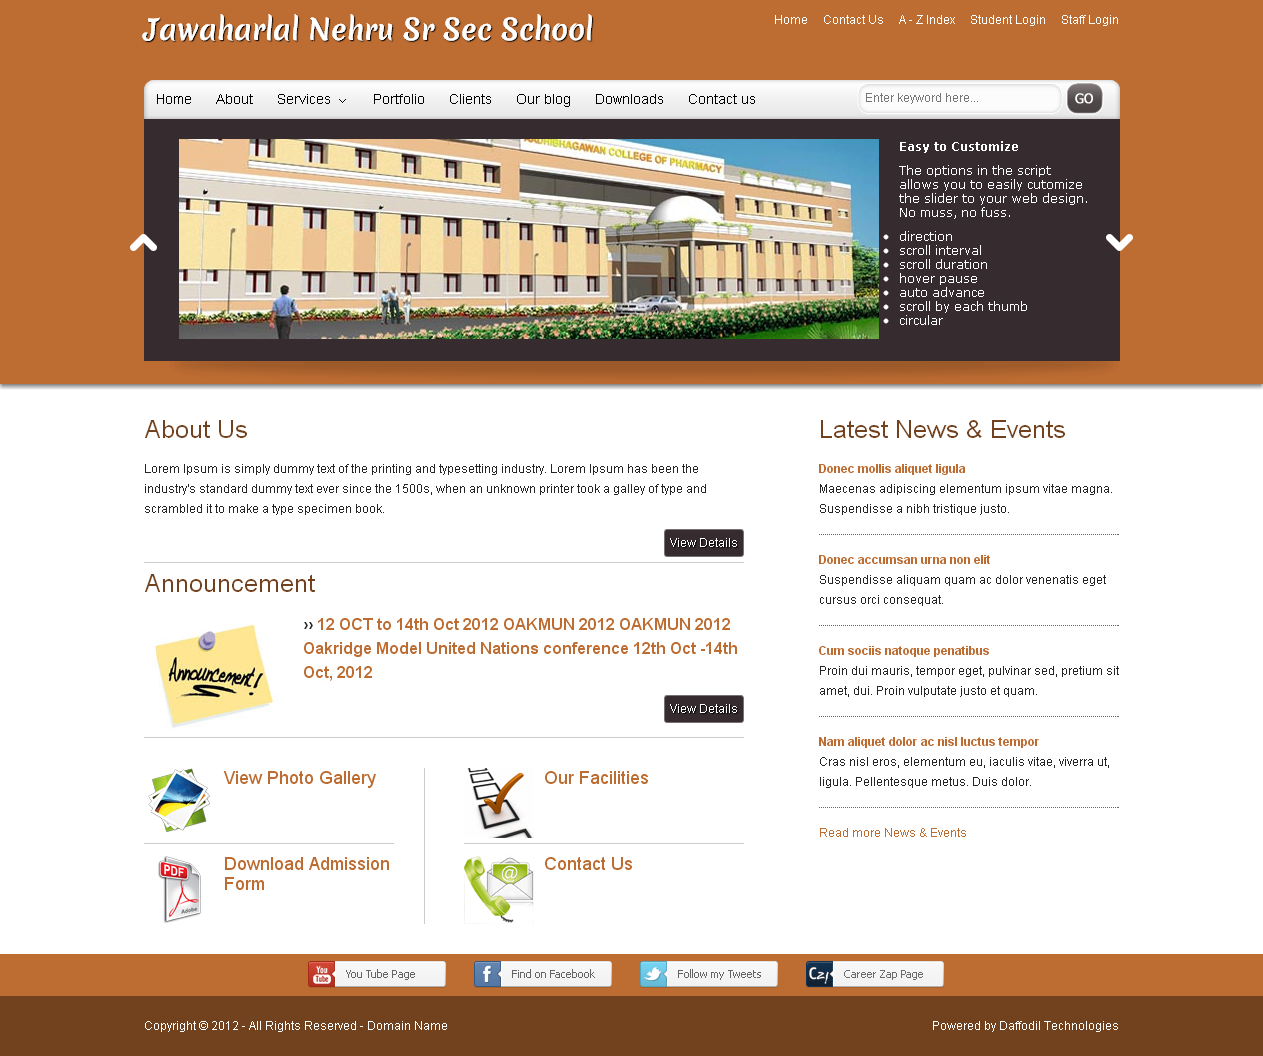 Jawaharlal Nehru Sr Sec School
Home Contact Us A - Z Index Student Login Staff Login
Home About Services Portfolio Clients Our blog Downloads Contact us
Enter keyword here...
GO
COLLEGE OF PHARMACY
Easy to Customize
The options in the script
allows you to easily cutomize
the slider to your web design.
No muss, no fuss.
direction
scroll interval
scroll duration
hover pause
auto advance
scroll by each thumb
circular
About Us
Lorem Ipsum is simply dummy text of the printing and typesetting industry. Lorem Ipsum has been the
industry's standard dummy text ever since the 1500s, when an unknown printer took a galley of type and
scrambled it to make a type specimen book.
View Details
Announcement
Announcement!
›› 12 OCT to 14th Oct 2012 OAKMUN 2012 OAKMUN 2012
Oakridge Model United Nations conference 12th Oct -14th
Oct, 2012
View Details
View Photo Gallery
Our Facilities
PDF
Adobe
Download Admission
Form
@
Contact Us
Latest News & Events
Donec mollis aliquet ligula
Maecenas adipiscing elementum ipsum vitae magna.
Suspendisse a nibh tristique justo.
Donec accumsan urna non elit
Suspendisse aliquam quam ac dolor venenatis eget
cursus orci consequat.
Cum sociis natoque penatibus
Proin dui mauris, tempor eget, pulvinar sed, pretium sit
amet, dui. Proin vulputate justo et quam.
Nam aliquet dolor ac nisl luctus tempor
Cras nisl eros, elementum eu, iaculis vitae, viverra ut,
ligula. Pellentesque metus. Duis dolor.
Read more News & Events
You Tube You Tube Page
f Find on Facebook
Follow my Tweets
Career Zap Page
Copyright © 2012 - All Rights Reserved - Domain Name
Powered by Daffodil Technologies